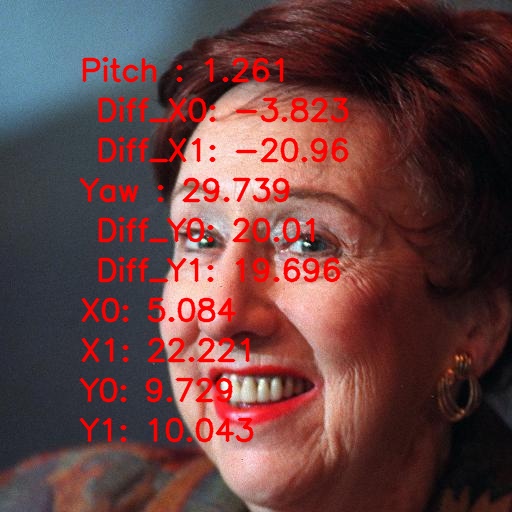 Pitch : 1.261
Diff_X0: -3.823
Diff_X1: -20.96
Yaw : 29.739
Diff_Y0: 20.01
Diff_Y1: 19.696
X0: 5.084
X1: 22.221
Y0: 9.729
Y1: 10.043